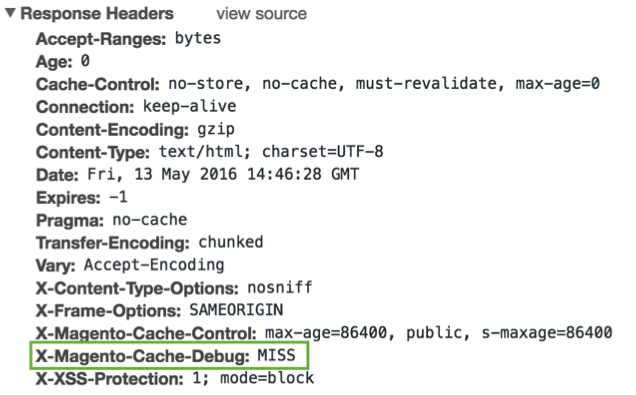 ▼ Response Headers view source
Accept-Ranges: bytes
Age: 0
Cache-Control: no-store, no-cache, must-revalidate, max-age=0
Connection: keep-alive
Content-Encoding: gzip
Content-Type: text/html; charset=UTF-8
Date: Fri, 13 May 2016 14:46:28 GMT
Expires: -1
Pragma: no-cache
Transfer-Encoding: chunked
Vary: Accept-Encoding
X-Content-Type-Options: nosniff
X-Frame-Options: SAMEORIGIN
X-Magento-Cache-Control: max-age=86400, public, s-maxage=86400
X-Magento-Cache-Debug: MISS
X-XSS-Protection: 1; mode=block